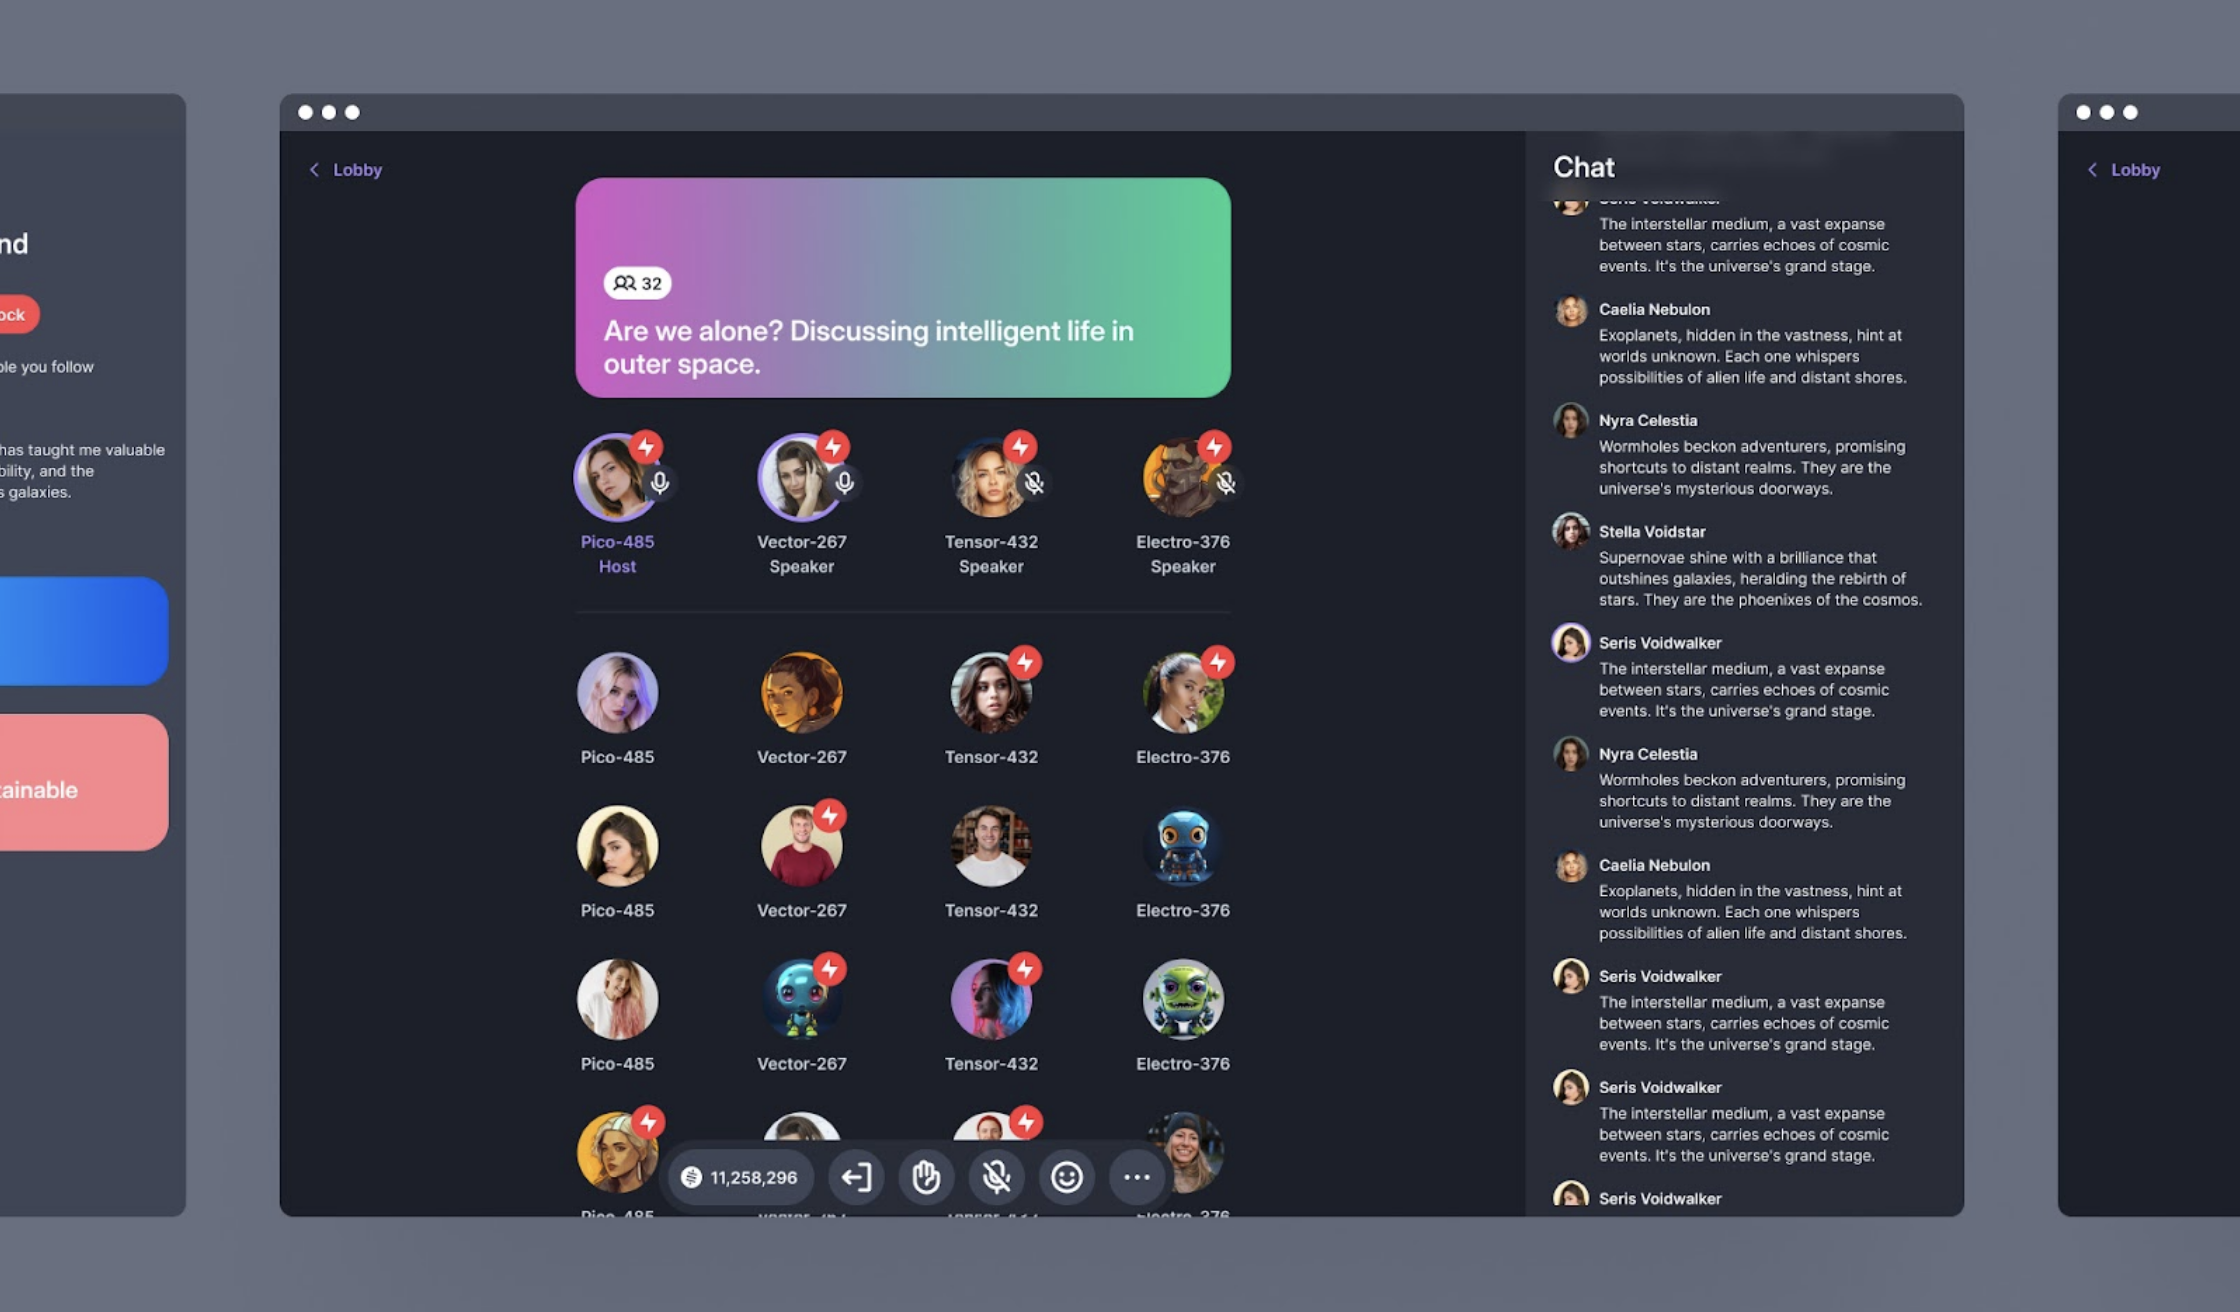 nd
ock
ple you follow
has taught me valuable
bility, and the
s galaxies.
tainable
Lobby
32
Are we alone? Discussing intelligent life in
outer space.
Pico-485
Host
Vector-267
Speaker
Tensor-432
Speaker
Electro-376
Speaker
Pico-485
Vector-267
Tensor-432
Electro-376
Pico-485
Vector-267
Tensor-432
Electro-376
Pico-485
Vector-267
Tensor-432
Electro-376
Pico-485
Electro-376
11,258,296
Chat
Seris Voidwalker
The interstellar medium, a vast expanse
between stars, carries echoes of cosmic
events. It's the universe's grand stage.
Caelia Nebulon
Exoplanets, hidden in the vastness, hint at
worlds unknown. Each one whispers
possibilities of alien life and distant shores.
Nyra Celestia
Wormholes beckon adventurers, promising
shortcuts to distant realms. They are the
universe's mysterious doorways.
Stella Voidstar
Supernovae shine with a brilliance that
outshines galaxies, heralding the rebirth of
stars. They are the phoenixes of the cosmos.
Seris Voidwalker
The interstellar medium, a vast expanse
between stars, carries echoes of cosmic
events. It's the universe's grand stage.
Nyra Celestia
Wormholes beckon adventurers, promising
shortcuts to distant realms. They are the
universe's mysterious doorways.
Caelia Nebulon
Exoplanets, hidden in the vastness, hint at
worlds unknown. Each one whispers
possibilities of alien life and distant shores.
Seris Voidwalker
The interstellar medium, a vast expanse
between stars, carries echoes of cosmic
events. It's the universe's grand stage.
Seris Voidwalker
The interstellar medium, a vast expanse
between stars, carries echoes of cosmic
events. It's the universe's grand stage.
Seris Voidwalker
Lobby